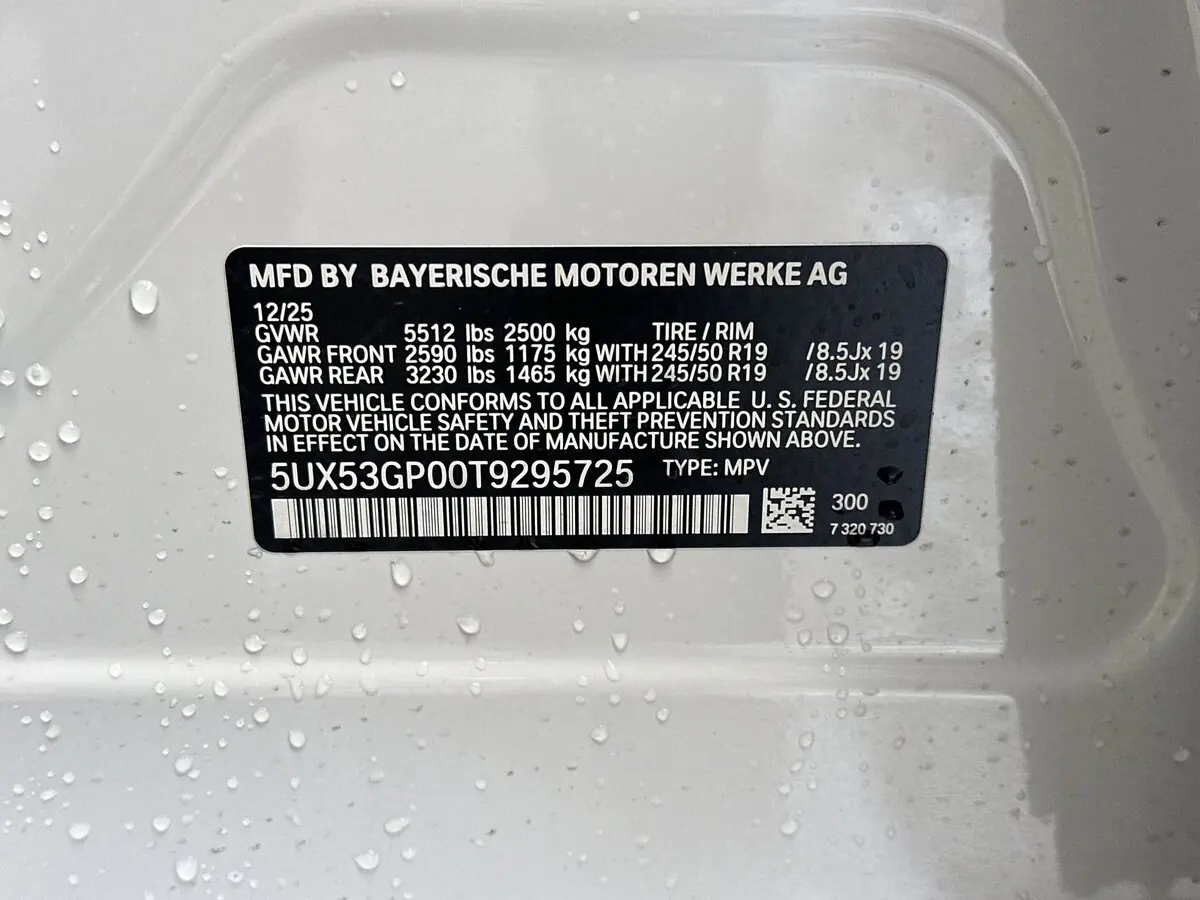 MFD BY BAYERISCHE MOTOREN WERKE AG
12/25
GVWR 5512 lbs 2500 kg TIRE / RIM
GAWR FRONT 2590 lbs 1175 kg WITH 245/50 R19 /8.5Jx 19
GAWR REAR 3230 lbs 1465 kg WITH 245/50 R19 /8.5Jx 19
THIS VEHICLE CONFORMS TO ALL APPLICABLE U. S. FEDERAL
MOTOR VEHICLE SAFETY AND THEFT PREVENTION STANDARDS
IN EFFECT ON THE DATE OF MANUFACTURE SHOWN ABOVE.
5UX53GP00T9295725 TYPE: MPV
300
7 320 730